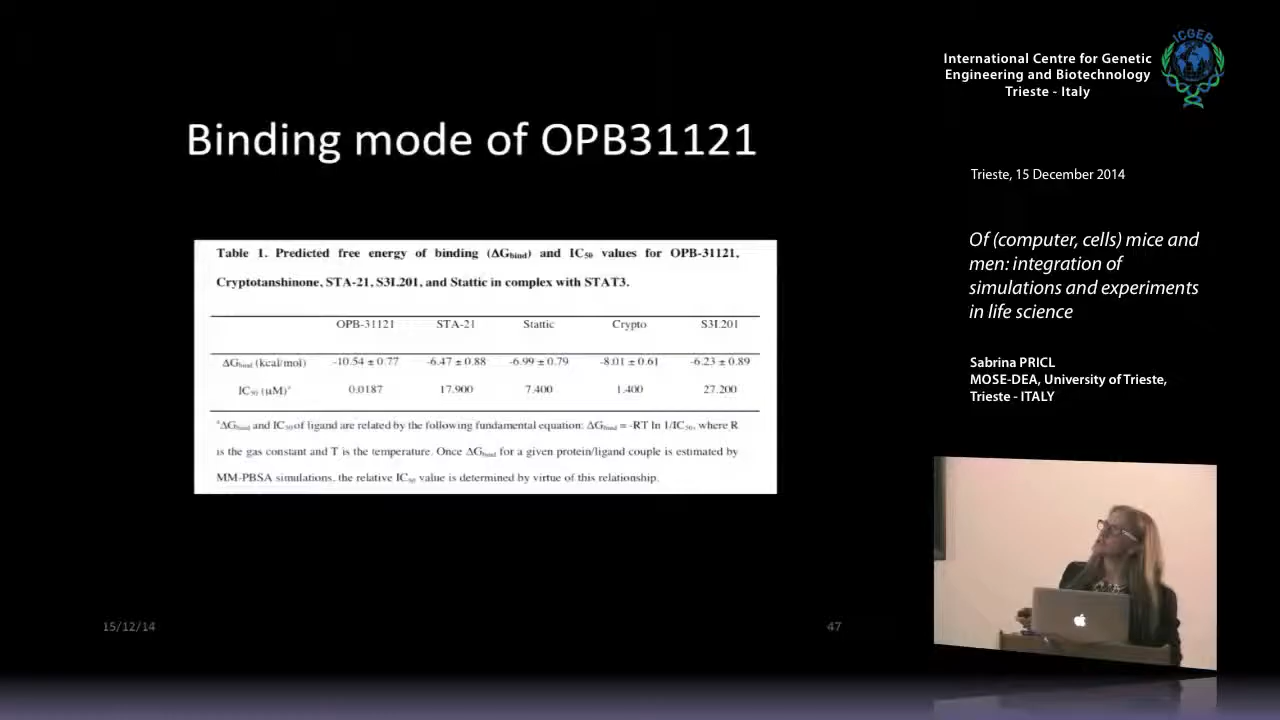 ICGEB
International Centre for Genetic
Engineering and Biotechnology
Trieste - Italy
Binding mode of OPB31121
Trieste, 15 December 2014
Of (computer, cells) mice and
men: integration of
simulations and experiments
in life science
Sabrina PRICL
MOSE-DEA, University of Trieste,
Trieste - ITALY
Table 1. Predicted free energy of binding (ΔGbind) and IC50 values for OPB-31121,
Cryptotanshinone, STA-21, S3I.201, and Stattic in complex with STAT3.
OPB-31121 STA-21 Stattic Crypto S3I.201
ΔGbind (kcal/mol) -10.54 ± 0.77 -6.47 ± 0.88 -6.99 ± 0.79 -8.01 ± 0.61 -6.23 ± 0.89
IC50 (μM)a 0.0187 17.900 7.400 1.400 27.200
aΔGbind and IC50 of ligand are related by the following fundamental equation: ΔGbind = -RT ln 1/IC50, where R
is the gas constant and T is the temperature. Once ΔGbind for a given protein/ligand couple is estimated by
MM-PBSA simulations, the relative IC50 value is determined by virtue of this relationship.
15/12/14
47